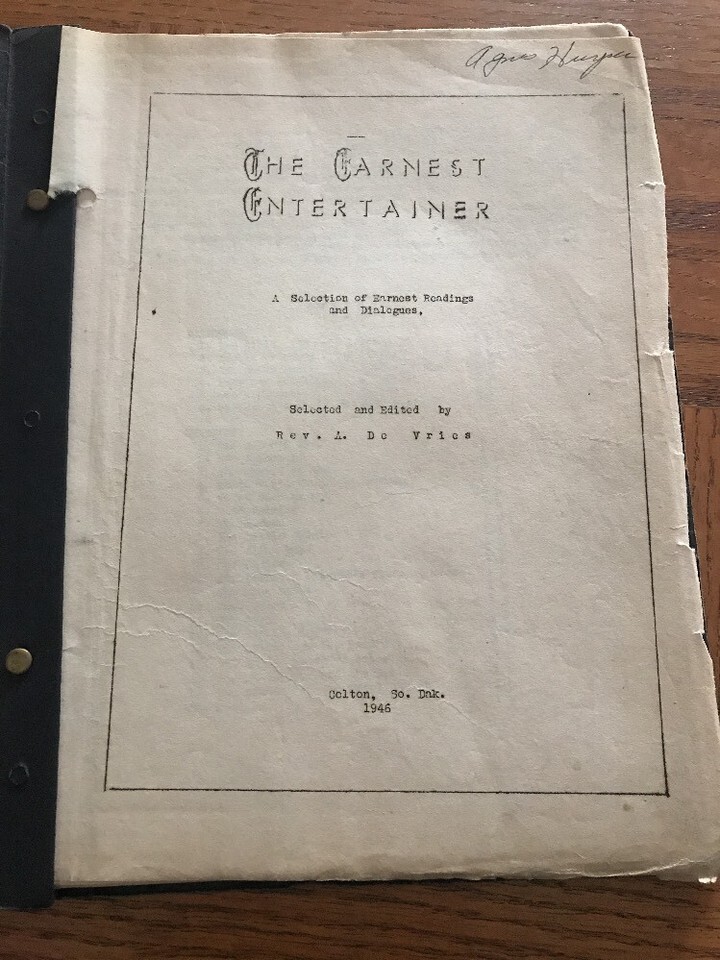 THE EARNEST
ENTERTAINER
A Selection of Earnest Readings
and Dialogues,
Selected and Edited by
Rev. A. De Vries
Colton, So. Dak.
1946